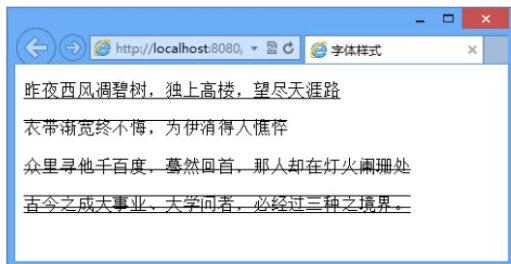 http://localhost:8080,
字体样式
昨夜西风凋碧树，独上高楼，望尽天涯路
衣带渐宽终不悔，为伊消得人憔悴
众里寻他千百度，蓦然回首，那人却在灯火阑珊处
古今之成大事业、大学问者，必经过三种之境界。